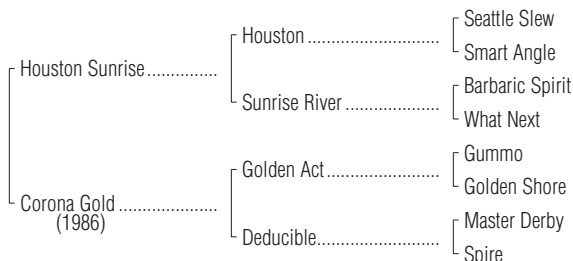 Seattle Slew
Houston
Smart Angle
Houston Sunrise
Barbaric Spirit
Sunrise River
What Next
Gummo
Golden Act
Golden Shore
Corona Gold
(1986)
Master Derby
Deducible
Spire